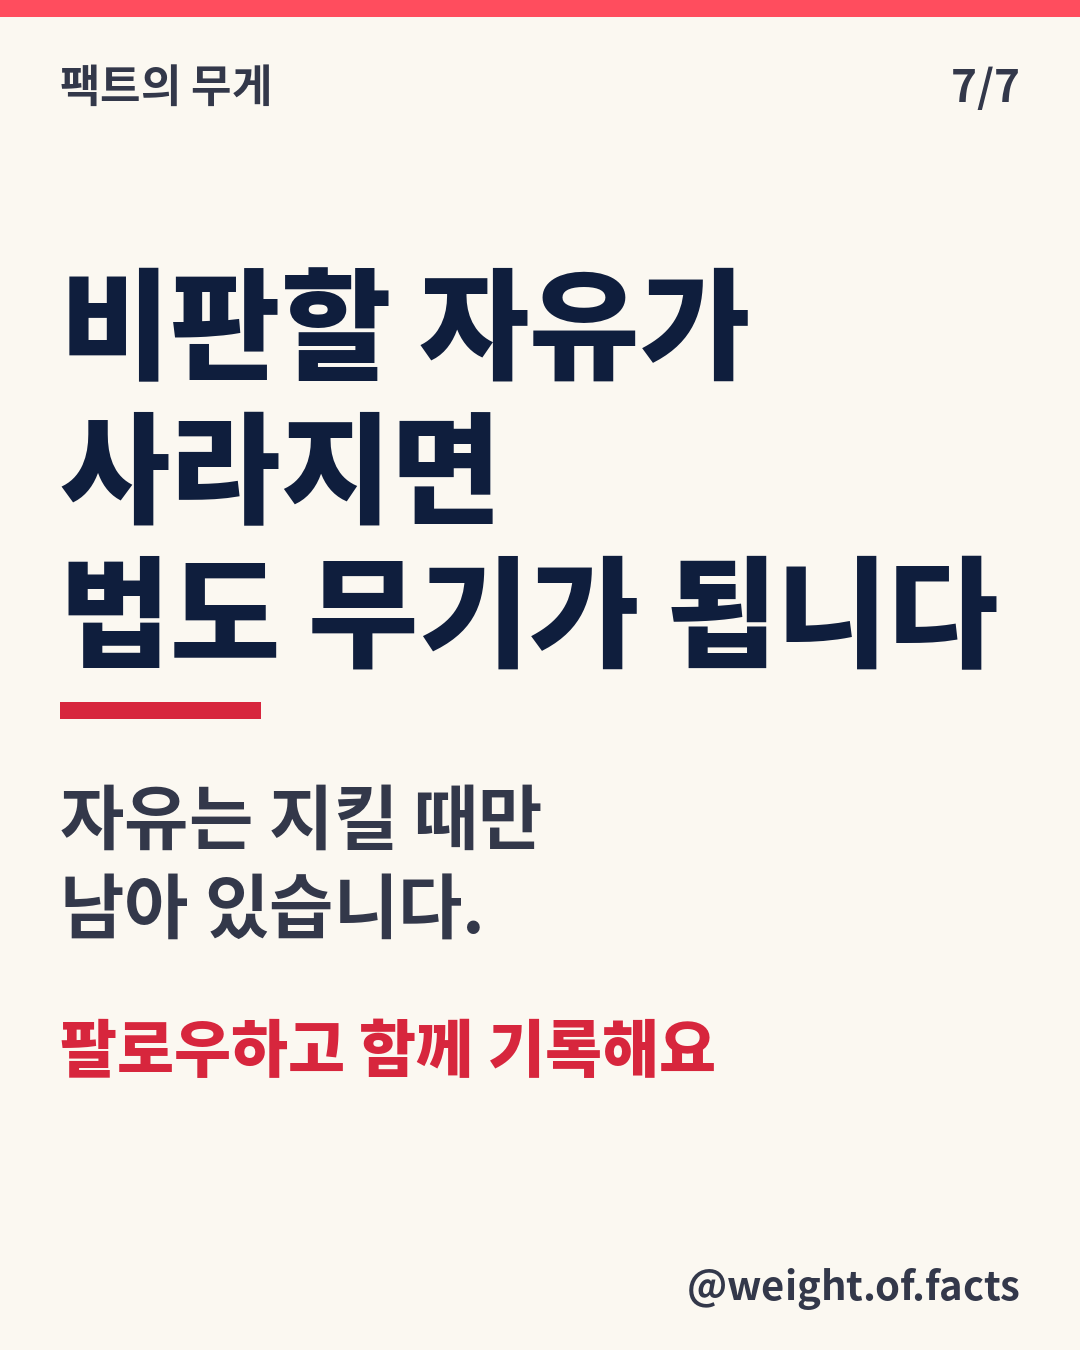 팩트의 무게
7/7
비판할 자유가
사라지면
법도 무기가 됩니다
자유는 지킬 때만
남아 있습니다.
팔로우하고 함께 기록해요
@weight.of.facts